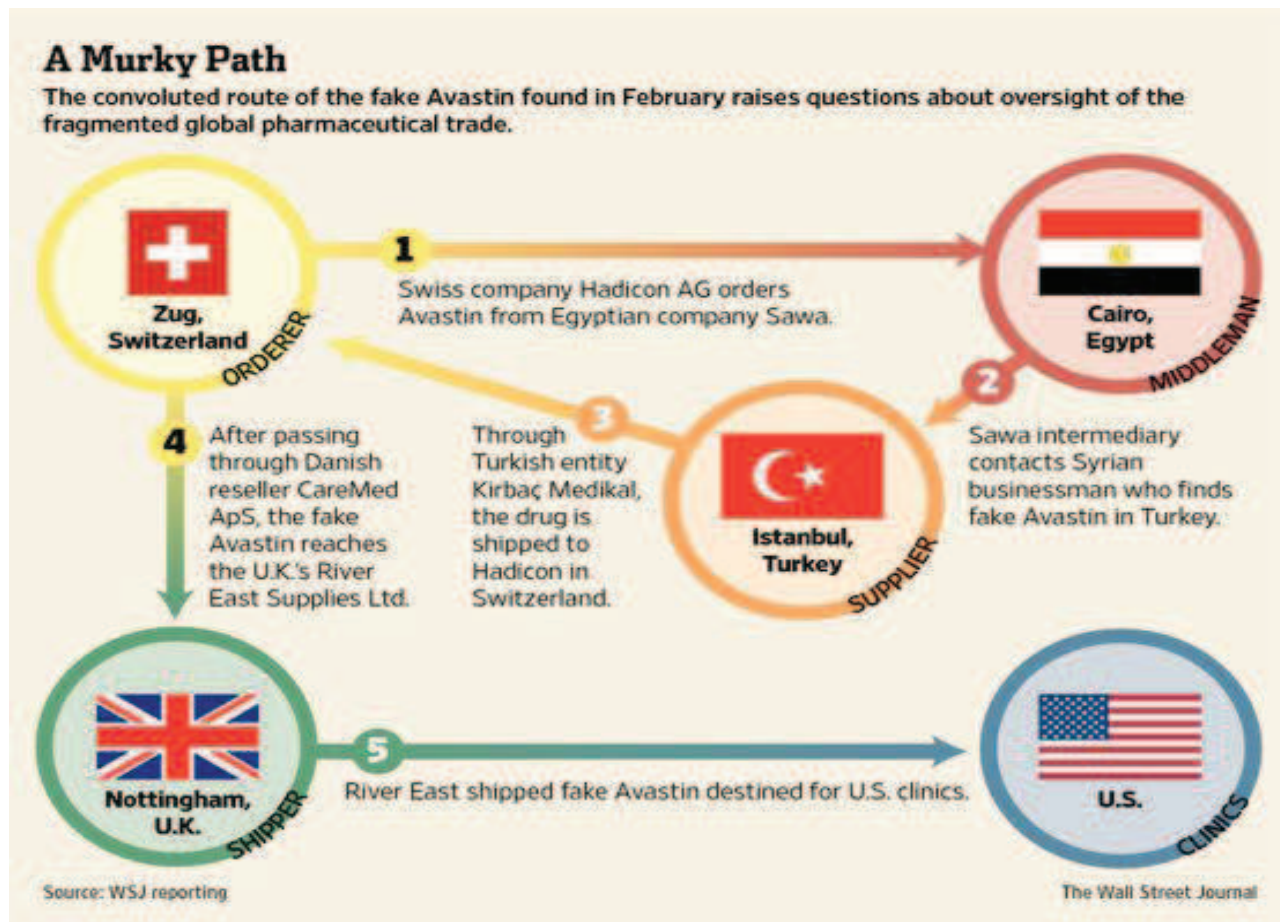 A Murky Path
The convoluted route of the fake Avastin found in February raises questions about oversight of the
fragmented global pharmaceutical trade.
Zug,
Switzerland
ORDERER
1
Swiss company Hadicon AG orders
Avastin from Egyptian company Sawa.
Cairo,
Egypt
MIDDLEMAN
2
Sawa intermediary
contacts Syrian
businessman who finds
fake Avastin in Turkey.
Istanbul,
Turkey
SUPPLIER
3
Through
Turkish entity
Kirbaç Medikal,
the drug is
shipped to
Hadicon in
Switzerland.
4
After passing
through Danish
reseller CareMed
ApS, the fake
Avastin reaches
the U.K.'s River
East Supplies Ltd.
Nottingham,
U.K.
SHIPPER
5
River East shipped fake Avastin destined for U.S. clinics.
U.S.
CLINICS
Source: WSJ reporting
The Wall Street Journal